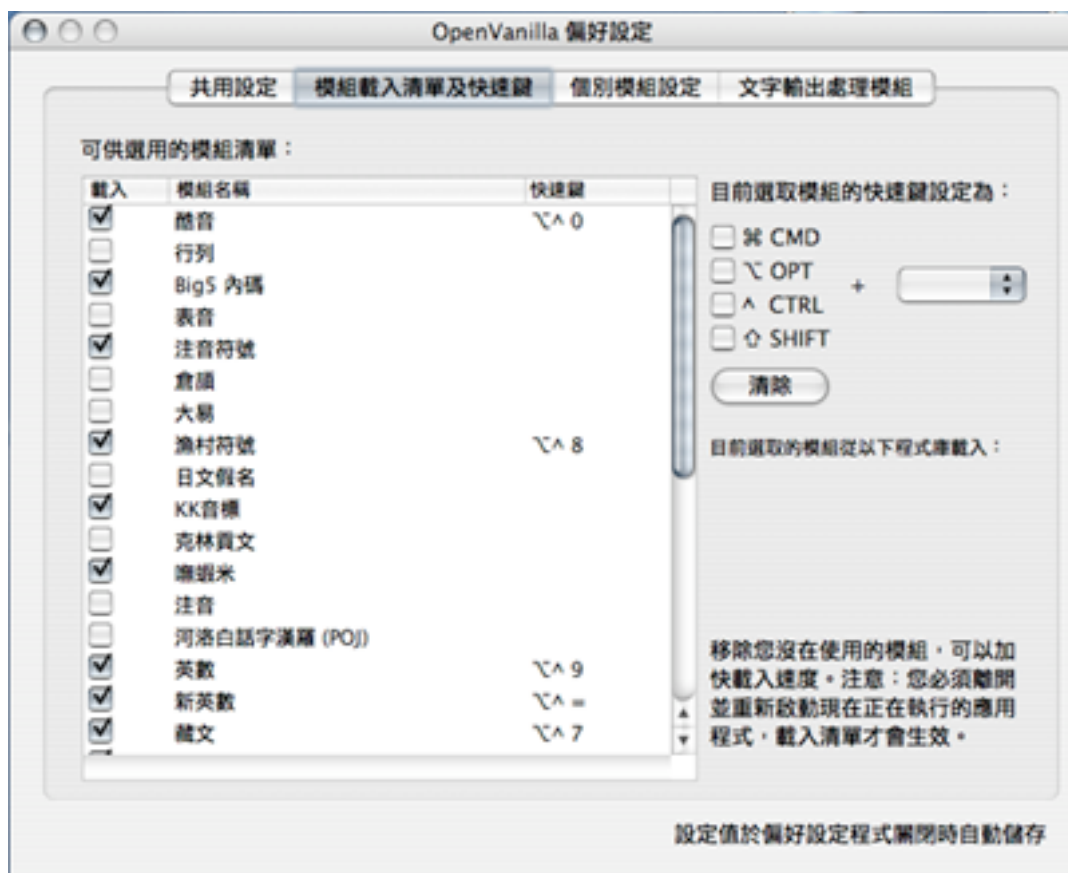 OpenVanilla 偏好設定
共用設定 模組載入清單及快速鍵 個別模組設定 文字輸出處理模組
可供選用的模組清單：
載入 模組名稱 快速鍵
酷音 ⌥^ 0
行列
Big5 內碼
表音
注音符號
倉頡
大易
漁村符號 ⌥^ 8
日文假名
KK音標
克林貢文
嘸蝦米
注音
河洛白話字漢羅 (POJ)
英數 ⌥^ 9
新英數 ⌥^ =
藏文 ⌥^ 7
目前選取模組的快速鍵設定為：
⌘ CMD
⌥ OPT
+
^ CTRL
⇧ SHIFT
清除
目前選取的模組從以下程式庫載入：
移除您沒在使用的模組，可以加
快載入速度。注意：您必須離開
並重新啟動現在正在執行的應用
程式，載入清單才會生效。
設定值於偏好設定程式關閉時自動儲存